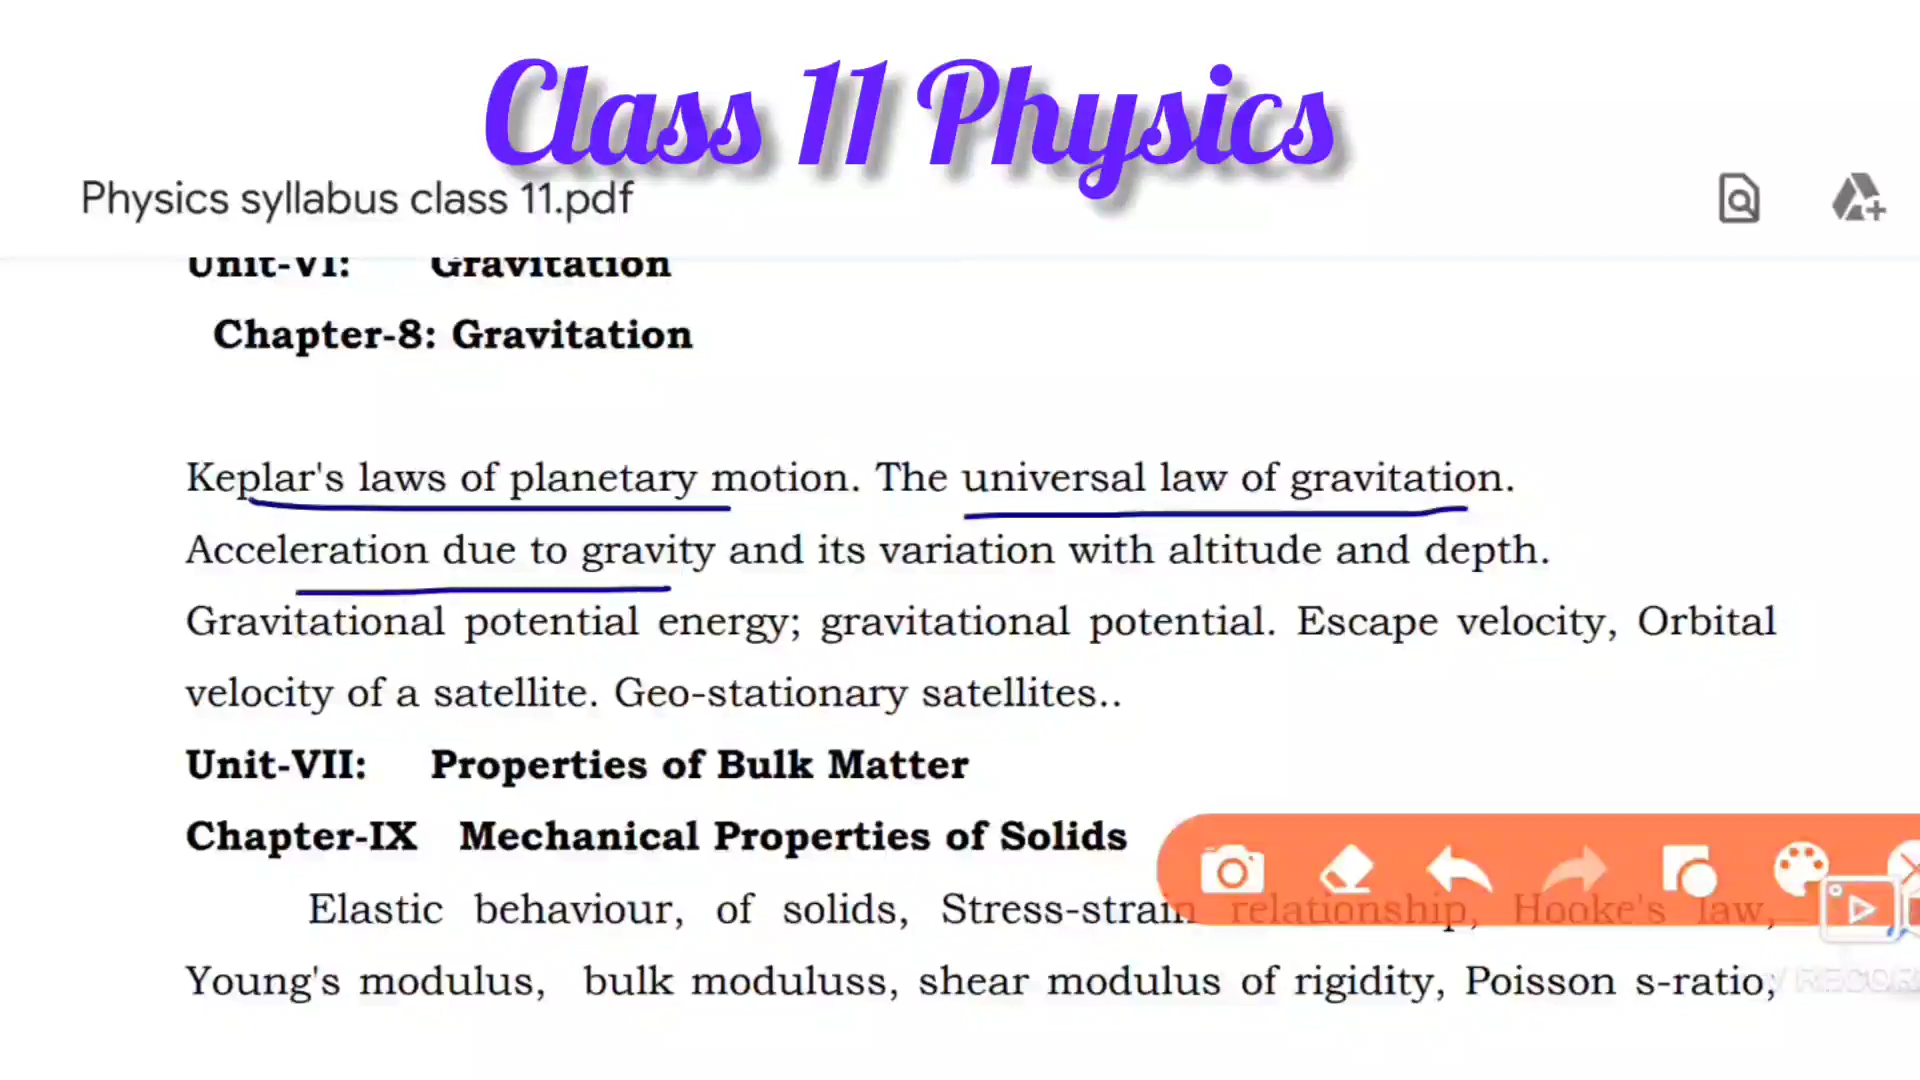 Class 11 Physics
Physics syllabus class 11.pdf
Unit-VI: Gravitation
Chapter-8: Gravitation
Keplar's laws of planetary motion. The universal law of gravitation.
Acceleration due to gravity and its variation with altitude and depth.
Gravitational potential energy; gravitational potential. Escape velocity, Orbital
velocity of a satellite. Geo-stationary satellites..
Unit-VII: Properties of Bulk Matter
Chapter-IX Mechanical Properties of Solids
Elastic behaviour, of solids, Stress-strain relationship, Hooke's law,
Young's modulus, bulk moduluss, shear modulus of rigidity, Poisson s-ratio;